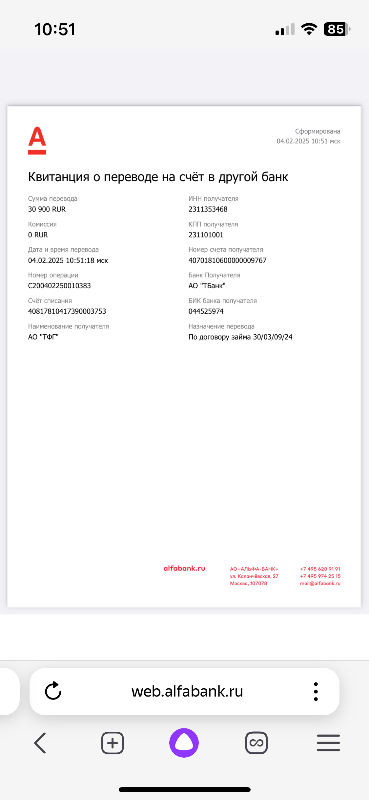 10:51
85
Сформирована
04.02.2025 10:51 мск
Квитанция о переводе на счёт в другой банк
Сумма перевода
30 900 RUR
Комиссия
0 RUR
Дата и время перевода
04.02.2025 10:51:18 мск
Номер операции
C200402250010383
Счёт списания
40817810417390003753
Наименование получателя
АО "ТФГ"
ИНН получателя
2311353468
КПП получателя
231101001
Номер счета получателя
40701810600000009767
Банк Получателя
АО "ТБанк"
БИК банка получателя
044525974
Назначение перевода
По договору займа 30/03/09/24
alfabank.ru
АО «АЛЬФА-БАНК»
ул. Каланчёвская, 27
Москва, 107078
+7 495 620 91 91
+7 495 974 25 15
mail@alfabank.ru
web.alfabank.ru